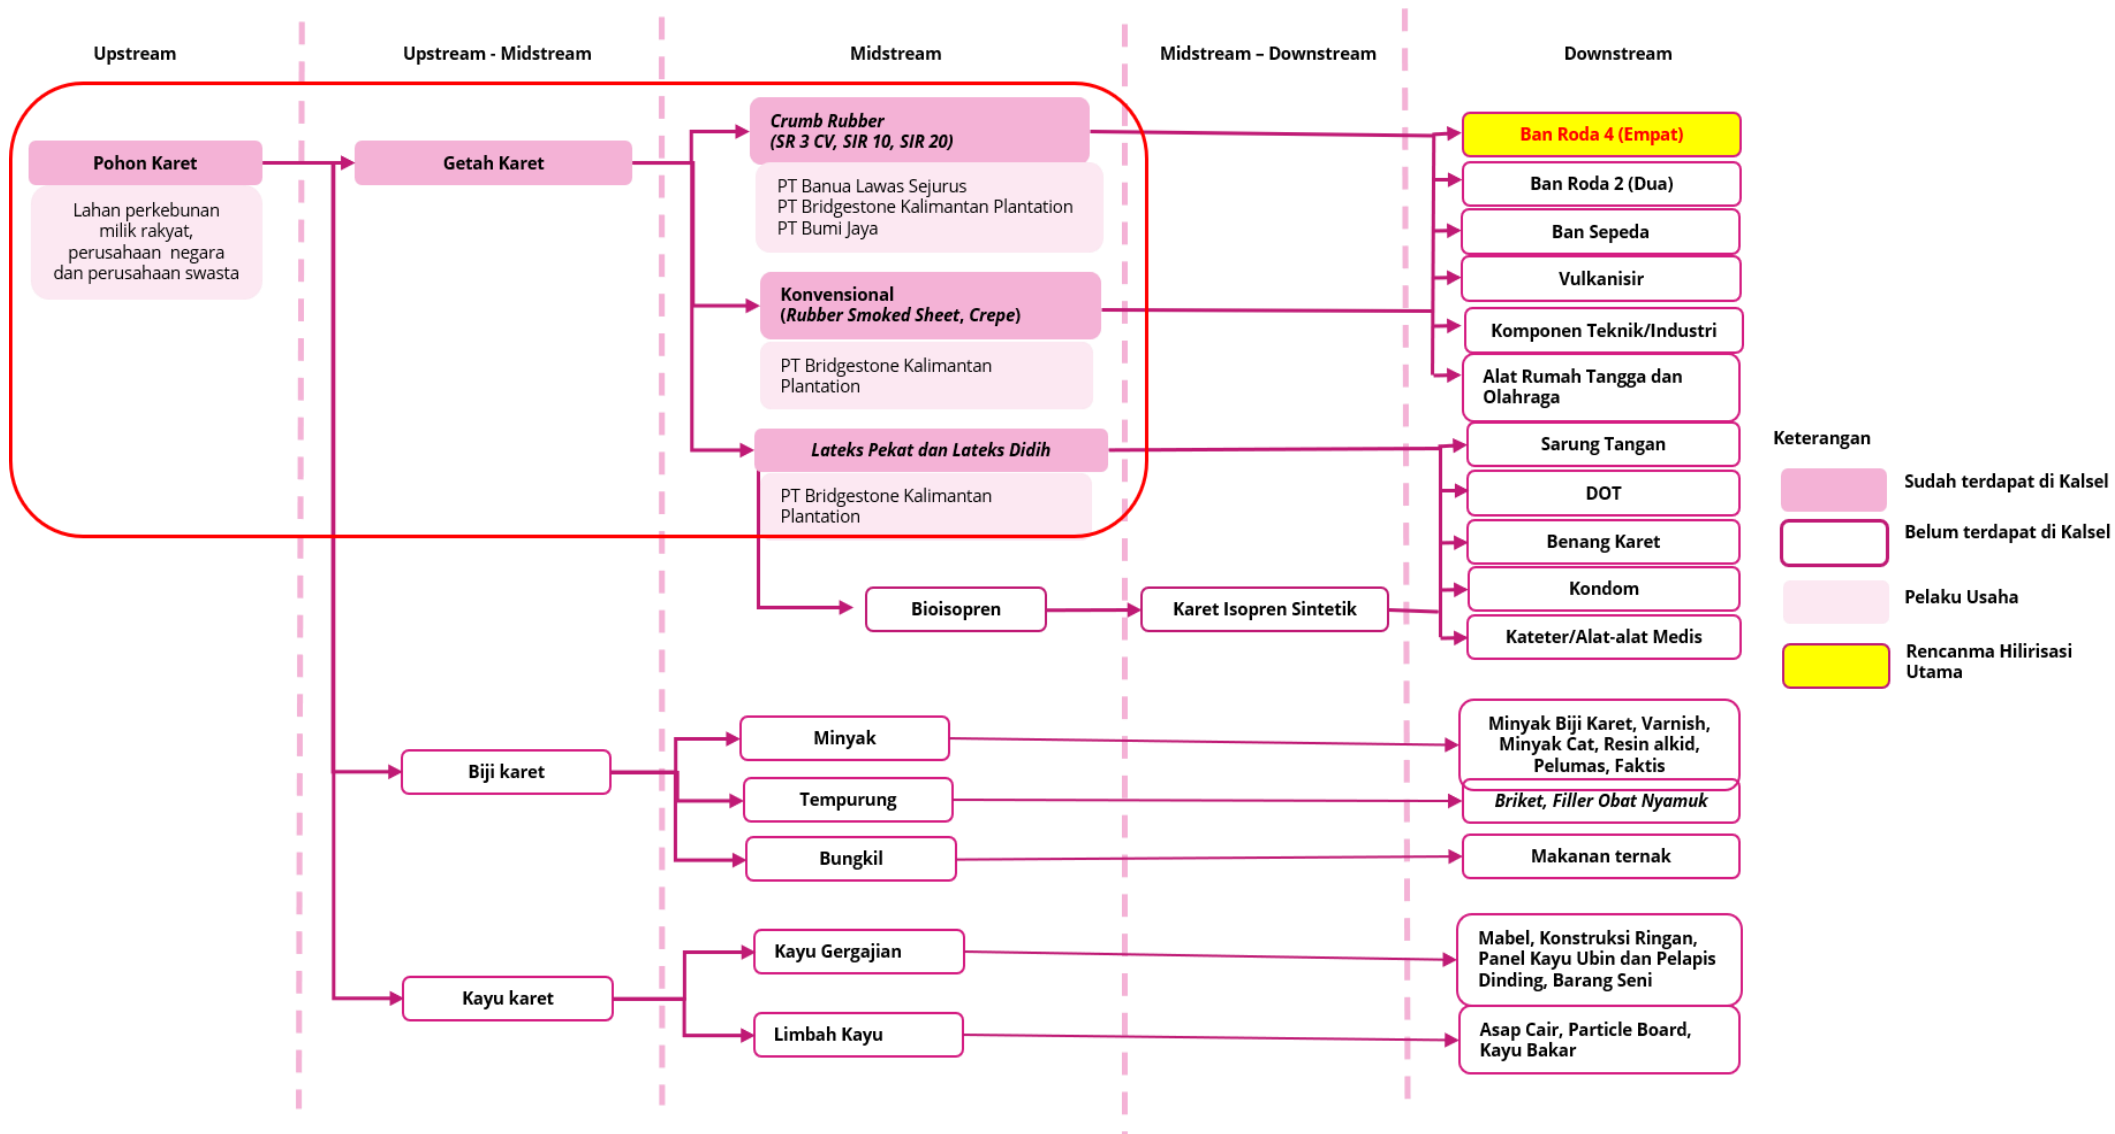 Upstream
Upstream - Midstream
Midstream
Midstream – Downstream
Downstream
Pohon Karet
Lahan perkebunan
milik rakyat,
perusahaan negara
dan perusahaan swasta
Getah Karet
Crumb Rubber
(SR 3 CV, SIR 10, SIR 20)
PT Banua Lawas Sejurus
PT Bridgestone Kalimantan Plantation
PT Bumi Jaya
Konvensional
(Rubber Smoked Sheet, Crepe)
PT Bridgestone Kalimantan
Plantation
Lateks Pekat dan Lateks Didih
PT Bridgestone Kalimantan
Plantation
Bioisopren
Karet Isopren Sintetik
Ban Roda 4 (Empat)
Ban Roda 2 (Dua)
Ban Sepeda
Vulkanisir
Komponen Teknik/Industri
Alat Rumah Tangga dan
Olahraga
Sarung Tangan
DOT
Benang Karet
Kondom
Kateter/Alat-alat Medis
Biji karet
Minyak
Tempurung
Bungkil
Minyak Biji Karet, Varnish,
Minyak Cat, Resin alkid,
Pelumas, Faktis
Briket, Filler Obat Nyamuk
Makanan ternak
Kayu karet
Kayu Gergajian
Limbah Kayu
Mabel, Konstruksi Ringan,
Panel Kayu Ubin dan Pelapis
Dinding, Barang Seni
Asap Cair, Particle Board,
Kayu Bakar
Keterangan
Sudah terdapat di Kalsel
Belum terdapat di Kalsel
Pelaku Usaha
Rencanma Hilirisasi
Utama